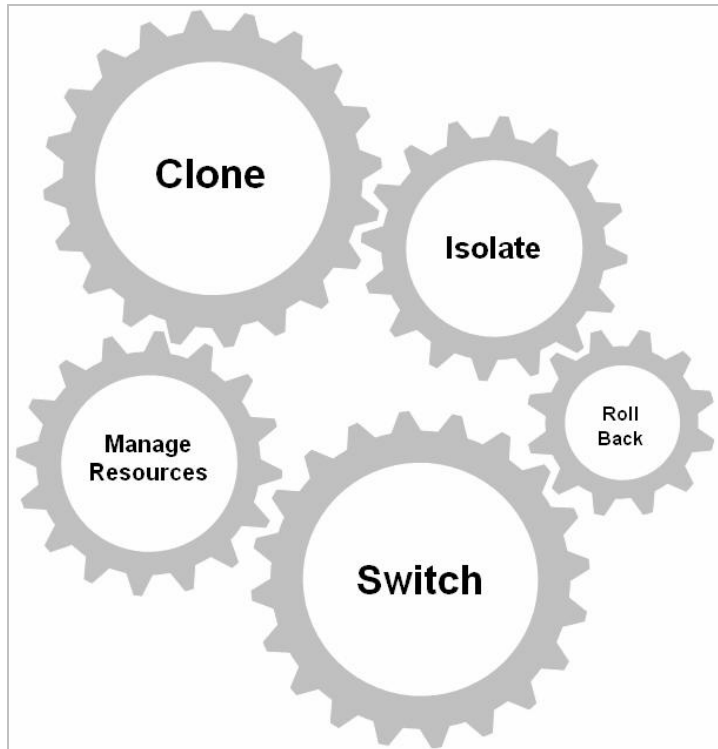 Clone
Isolate
Roll
Back
Manage
Resources
Switch